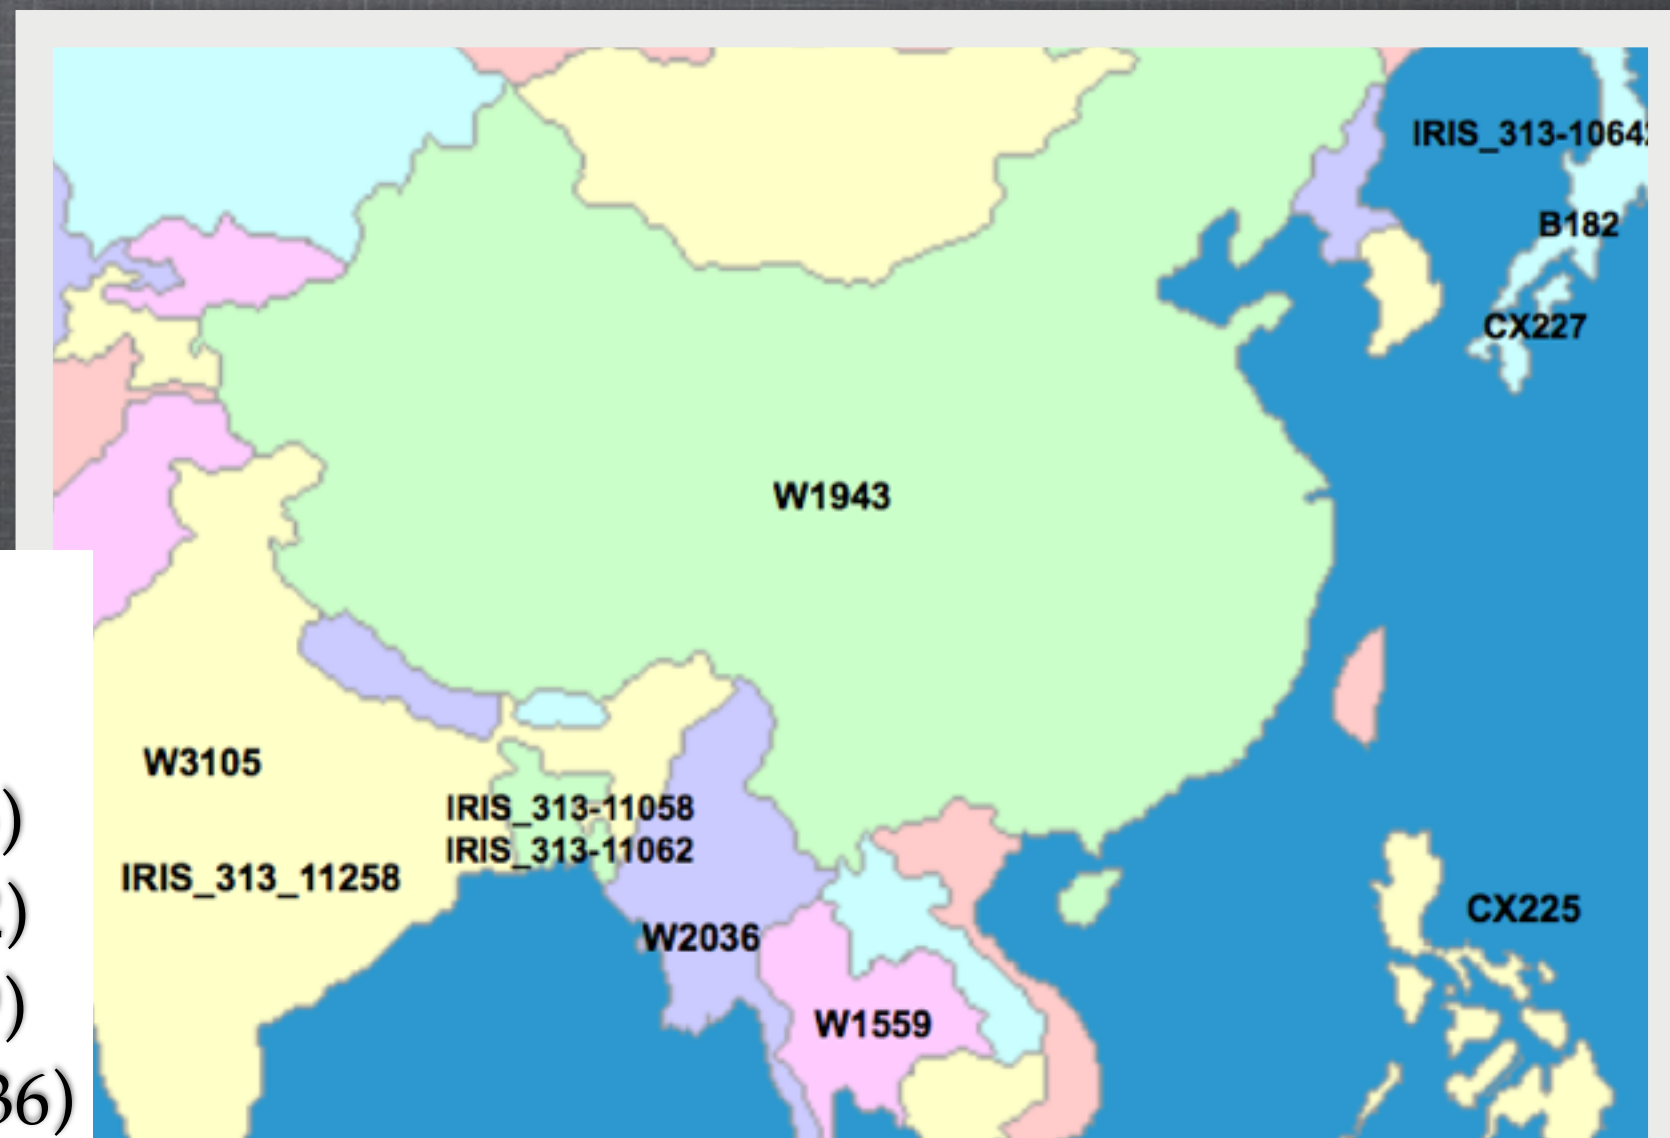 IRIS_313-1064
B182
CX227
W1943
W3105
IRIS_313-11058
IRIS_313-11062
IRIS_313_11258
CX225
W2036
W1559
)
)
)
36)